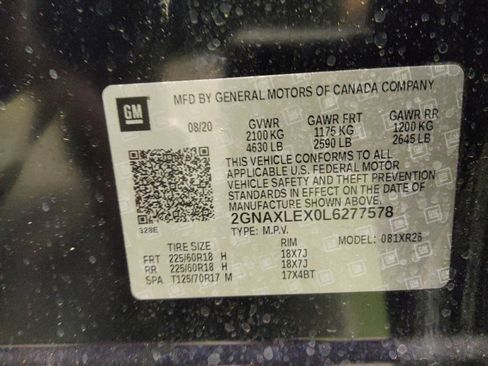 GM
MFD BY GENERAL MOTORS OF CANADA COMPANY
08/20 GVWR GAWR FRT GAWR RR
2100 KG 1175 KG 1200 KG
4630 LB 2590 LB 2645 LB
THIS VEHICLE CONFORMS TO ALL
APPLICABLE U.S. FEDERAL MOTOR
VEHICLE SAFETY AND THEFT PREVENTION
STANDARDS IN EFFECT ON THE DATE OF
MANUFACTURE SHOWN ABOVE.
2GNAXLEX0L6277578
328E
TYPE: M.P.V. MODEL: 081XR26
TIRE SIZE RIM
FRT 225/60R18 H 18X7J
RR 225/60R18 H 18X7J
SPA T125/70R17 M 17X4BT